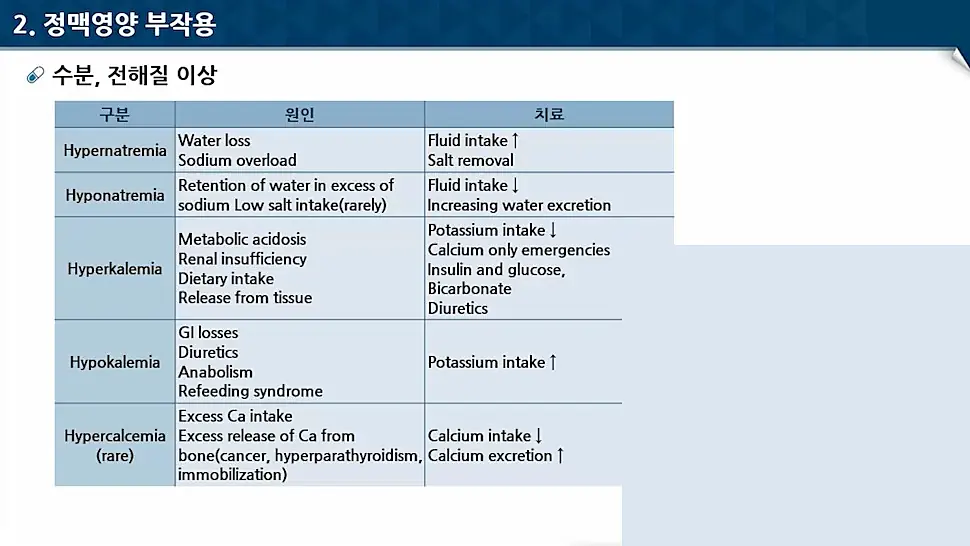 2. 정맥영양 부작용
수분, 전해질 이상
구분 원인 치료
Hypernatremia
Water loss
Sodium overload
Fluid intake↑
Salt removal
Hyponatremia
Retention of water in excess of
sodium Low salt intake(rarely)
Fluid intake↓
Increasing water excretion
Hyperkalemia
Metabolic acidosis
Renal insufficiency
Dietary intake
Release from tissue
Potassium intake↓
Calcium only emergencies
Insulin and glucose,
Bicarbonate
Diuretics
Hypokalemia
GI losses
Diuretics
Anabolism
Refeeding syndrome
Potassium intake↑
Hypercalcemia
(rare)
Excess Ca intake
Excess release of Ca from
bone(cancer, hyperparathyroidism,
immobilization)
Calcium intake↓
Calcium excretion↑